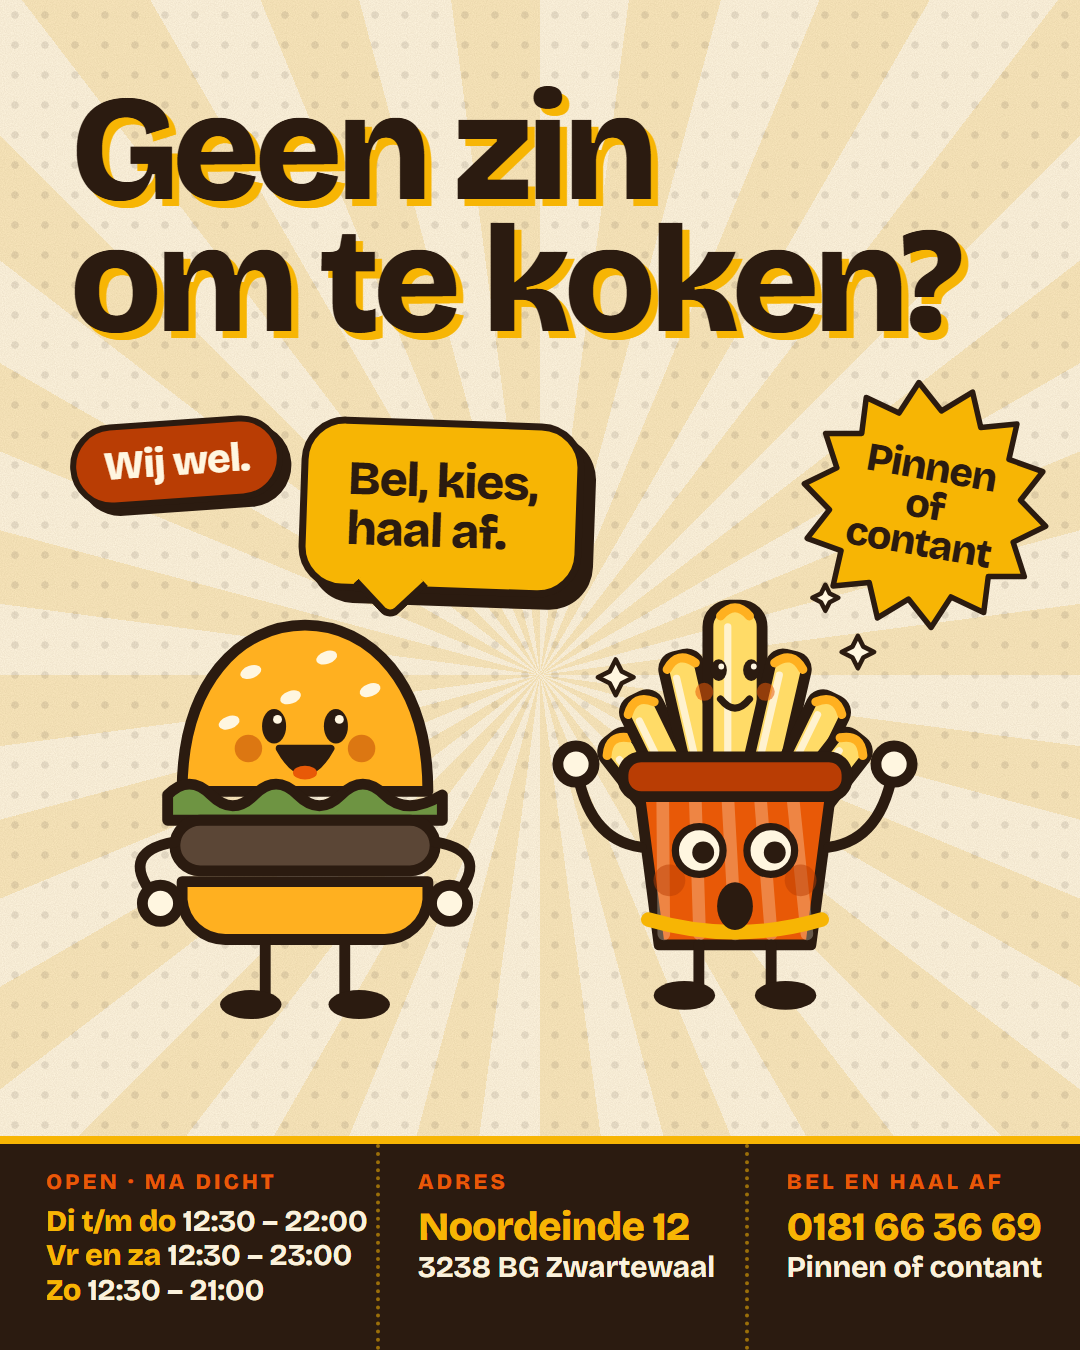 Geen zin
om te koken?
Wij wel.
Bel, kies,
haal af.
Pinnen
of
contant
OPEN · MA DICHT
Di t/m do 12:30 – 22:00
Vr en za 12:30 – 23:00
Zo 12:30 – 21:00
ADRES
Noordeinde 12
3238 BG Zwartewaal
BEL EN HAAL AF
0181 66 36 69
Pinnen of contant